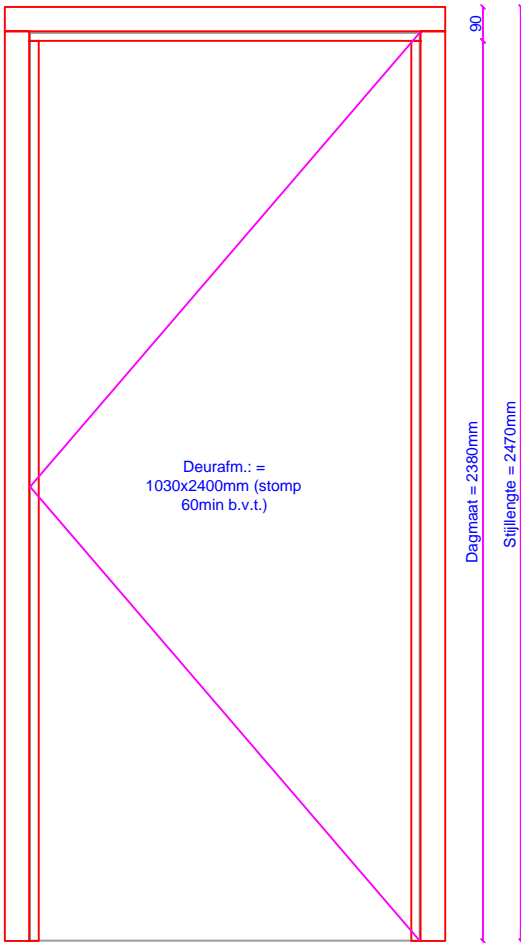 90
Deurafm.: =
1030x2400mm (stomp
60min b.v.t.)
Dagmaat = 2380mm
Stijllengte = 2470mm